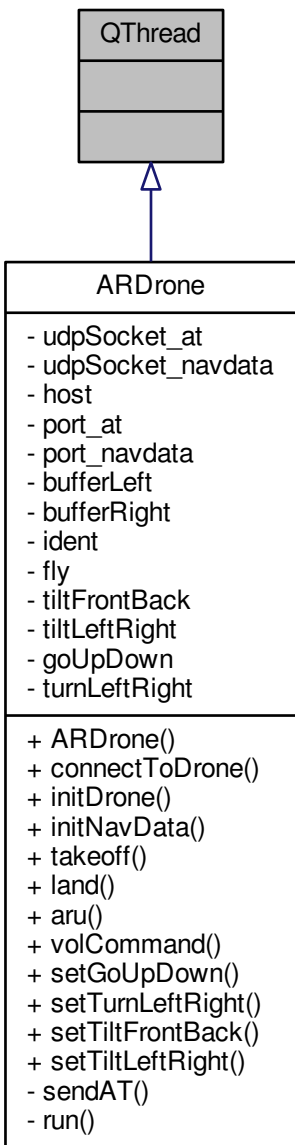 QThread
ARDrone
- udpSocket_at
- udpSocket_navdata
- host
- port_at
- port_navdata
- bufferLeft
- bufferRight
- ident
- fly
- tiltFrontBack
- tiltLeftRight
- goUpDown
- turnLeftRight
+ ARDrone()
+ connectToDrone()
+ initDrone()
+ initNavData()
+ takeoff()
+ land()
+ aru()
+ volCommand()
+ setGoUpDown()
+ setTurnLeftRight()
+ setTiltFrontBack()
+ setTiltLeftRight()
- sendAT()
- run()